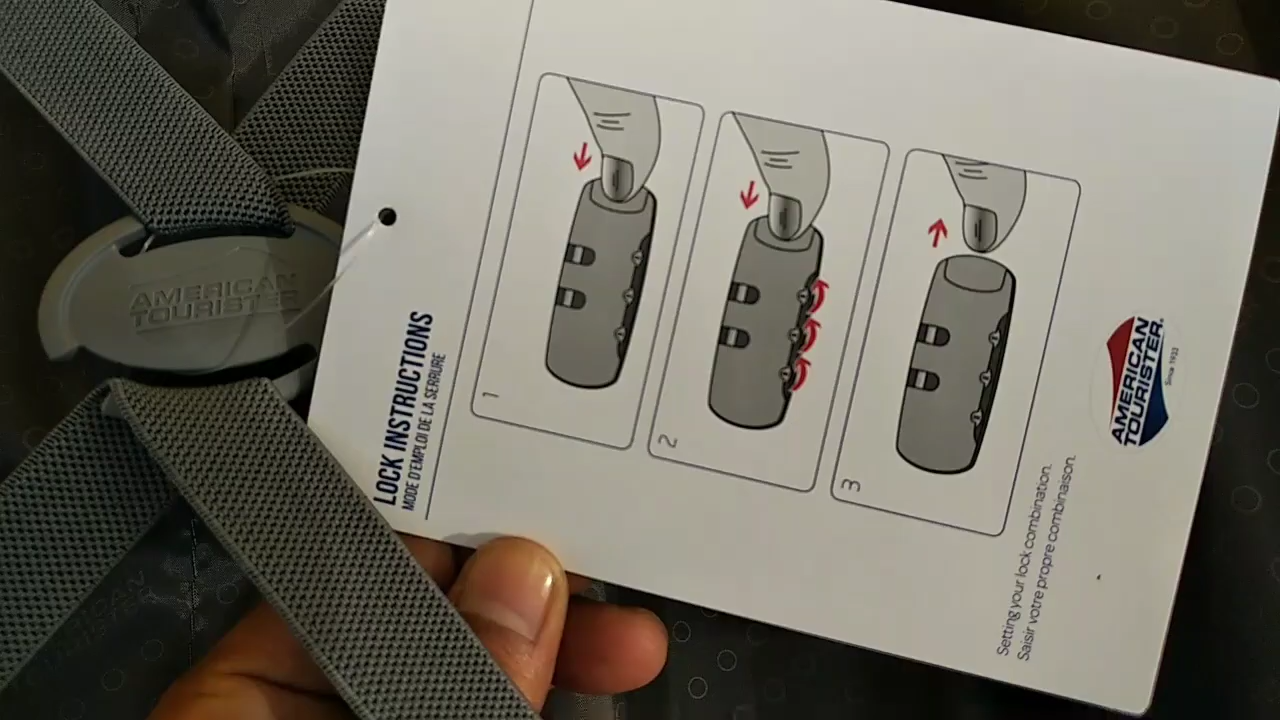 AMERICAN
TOURISTER
LOCK INSTRUCTIONS
MODE D'EMPLOI DE LA SERRURE
1
2
3
Setting your lock combination.
Saisir votre propre combinaison.
AMERICAN
TOURISTER®
Since 1933